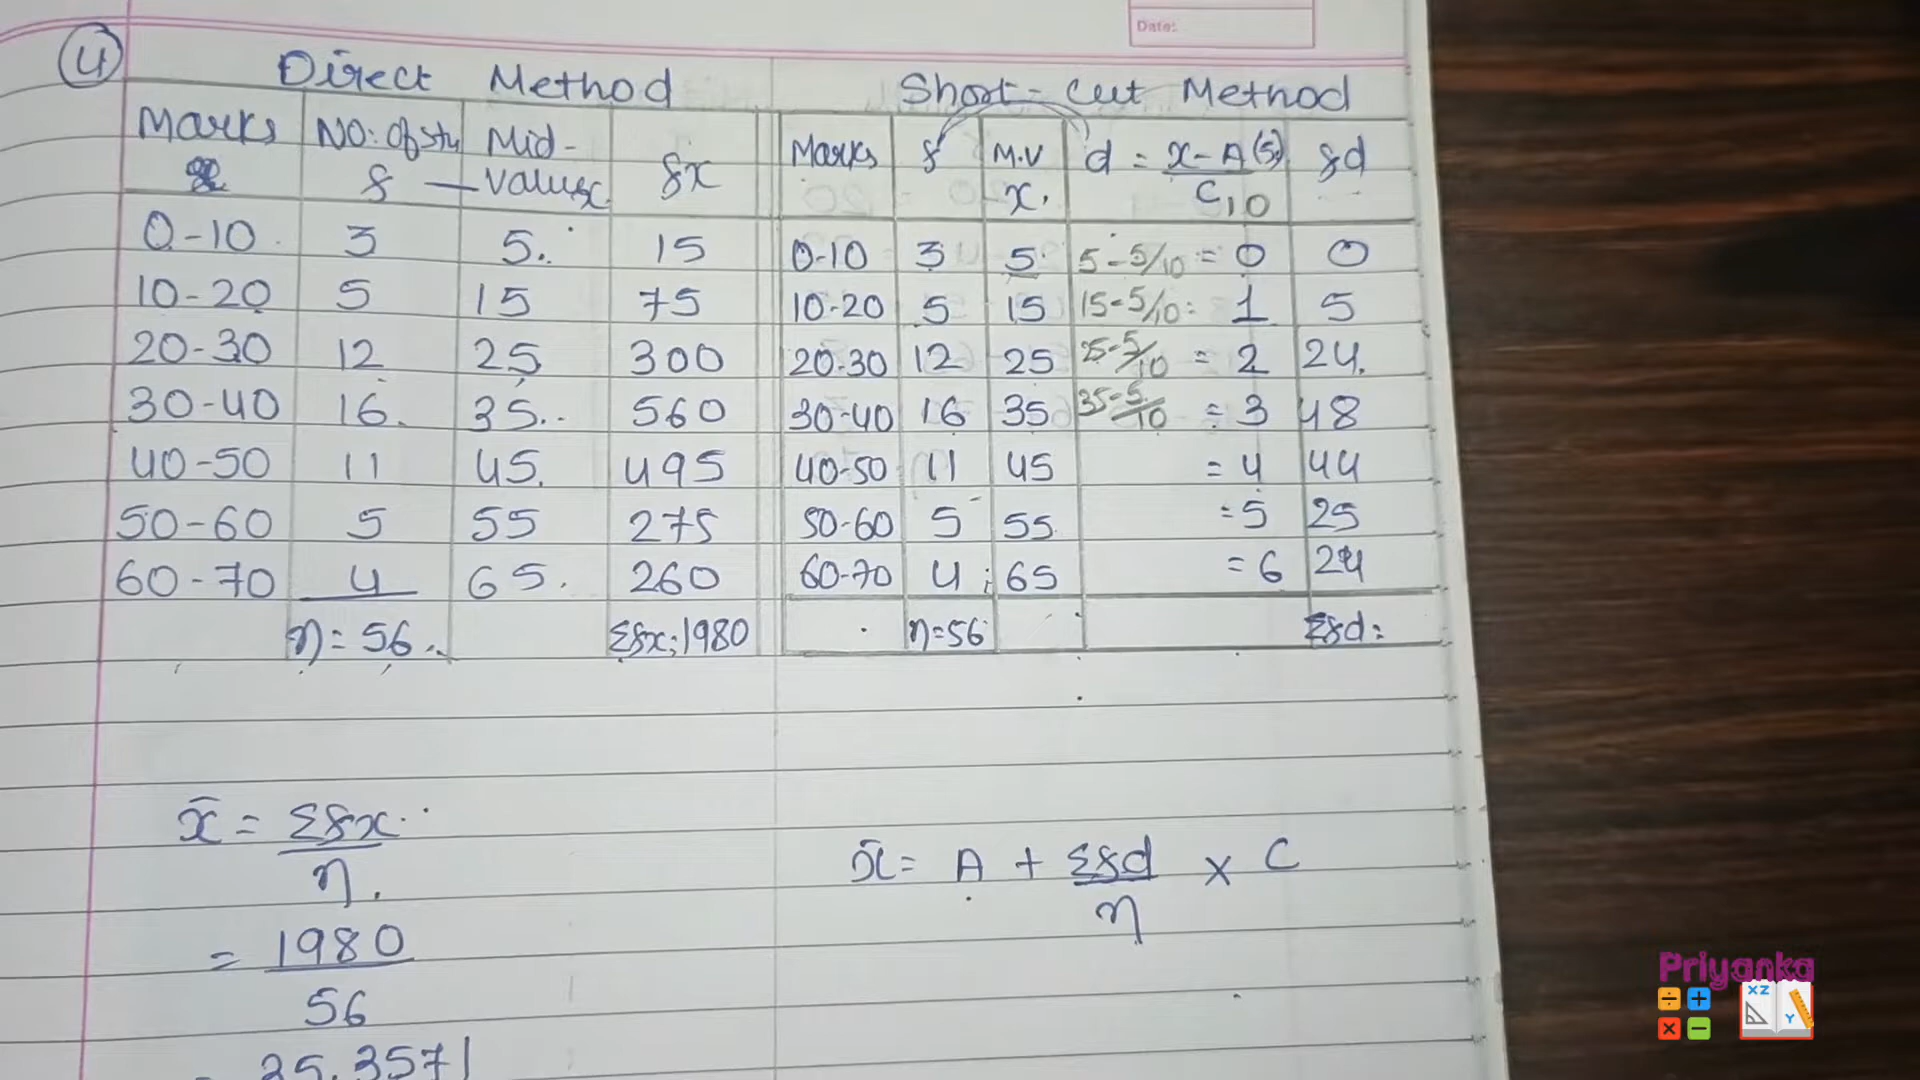 Date:
4
Direct Method Short-cut Method
Marks No: of stu f Mid-values x fx Marks f M.V x. d = x-A(5)/C,10 fd
0-10 3 5. 15 0-10 3 5 5-5/10 = 0 0
10-20 5 15 75 10-20 5 15 15-5/10 = 1 5
20-30 12 25 300 20-30 12 25 25-5/10 = 2 24.
30-40 16. 35. 560 30-40 16 35 35-5/10 = 3 48
40-50 11 45. 495 40-50 11 45 = 4 44
50-60 5 55 275 50-60 5 55 = 5 25
60-70 4 65. 260 60-70 4 65 = 6 24
n = 56 Σfx:1980 n=56 Σfd:
x̄ = Σfx/n. x̄ = A + Σfd/n × C
= 1980/56
= 35.3571
Priyanka
XZ
Y